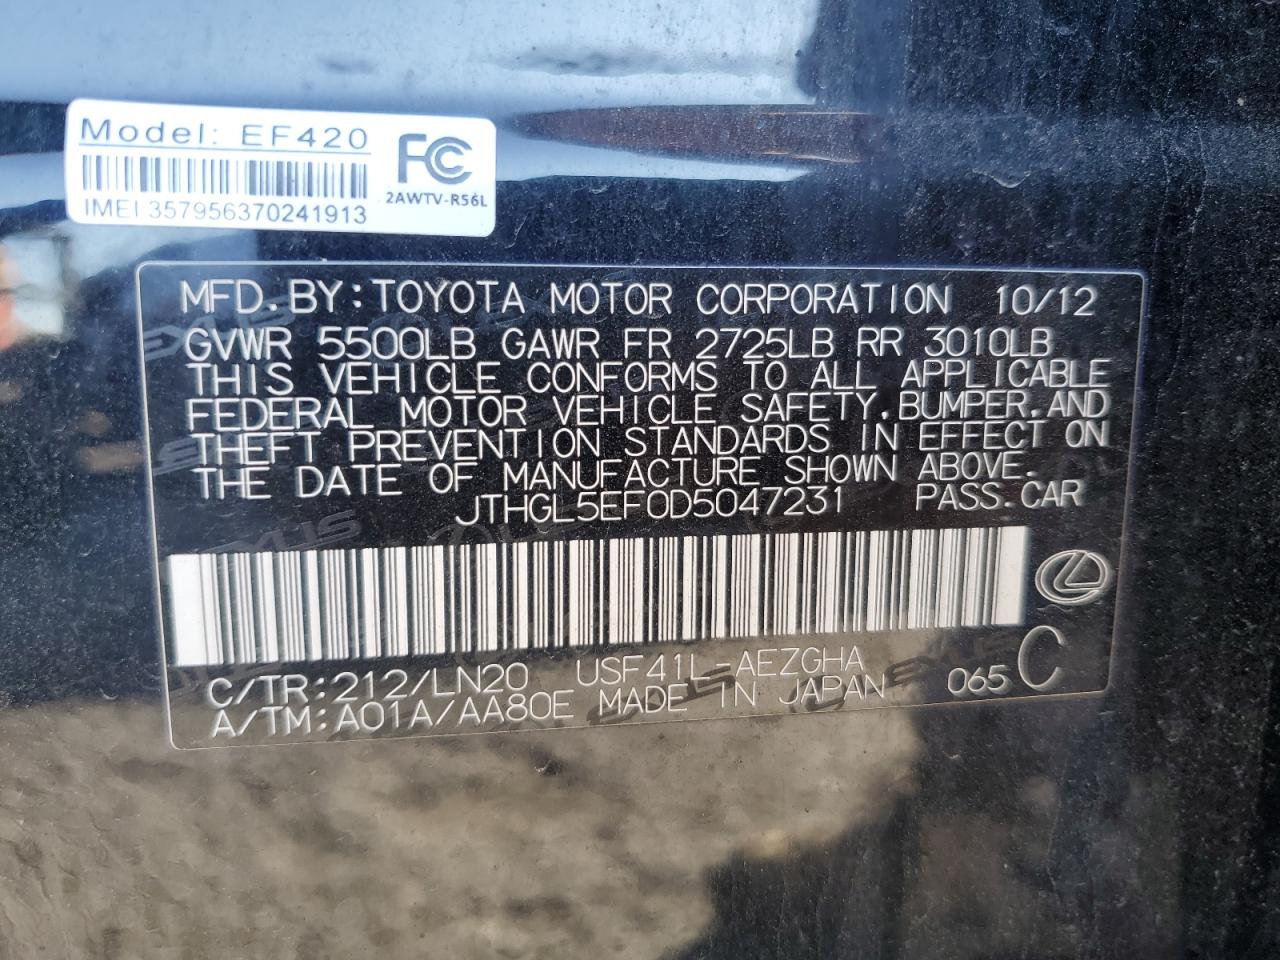 Model: EF420
IMEI 357956370241913
FC
2AWTV-R56L
MFD. BY: TOYOTA MOTOR CORPORATION 10/12
GVWR 5500LB GAWR FR 2725LB RR 3010LB
THIS VEHICLE CONFORMS TO ALL APPLICABLE
FEDERAL MOTOR VEHICLE SAFETY, BUMPER, AND
THEFT PREVENTION STANDARDS IN EFFECT ON
THE DATE OF MANUFACTURE SHOWN ABOVE.
JTHGL5EF0D5047231 PASS. CAR
C/TR: 212/LN20 USF41L-AEZGHA 065 C
A/TM: A01A/AA80E MADE IN JAPAN